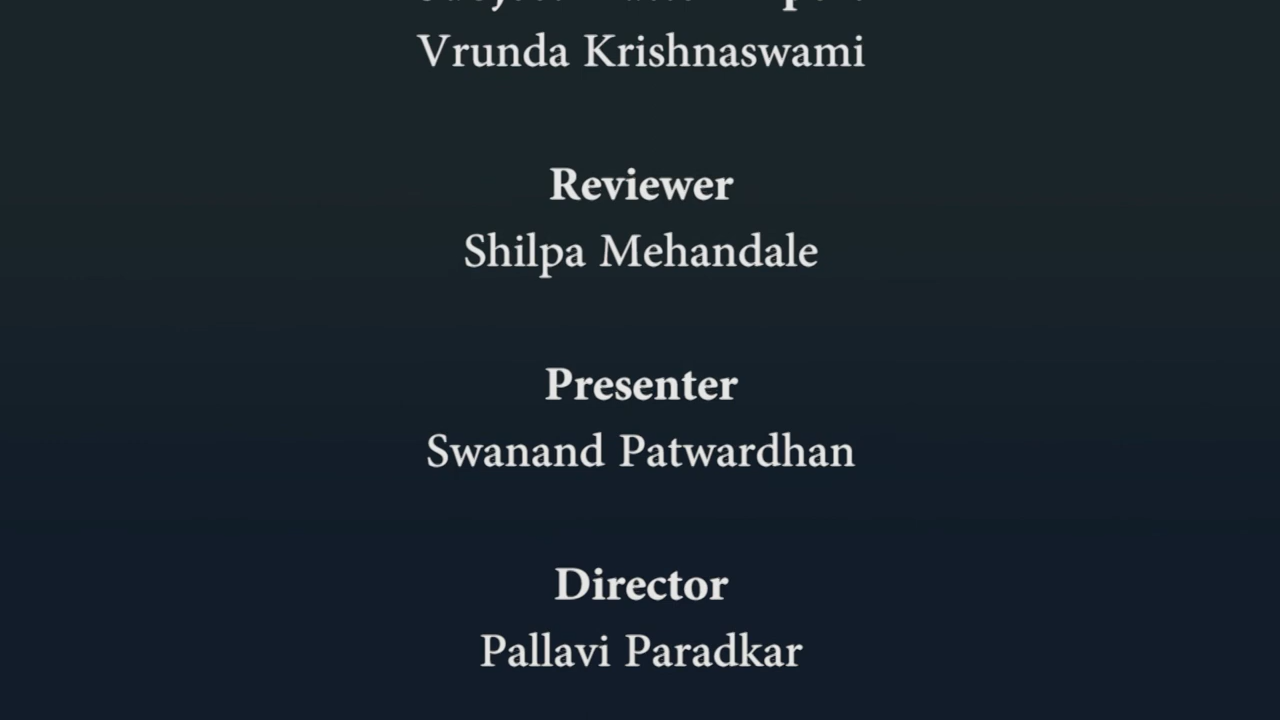 Vrunda Krishnaswami
Reviewer
Shilpa Mehandale
Presenter
Swanand Patwardhan
Director
Pallavi Paradkar